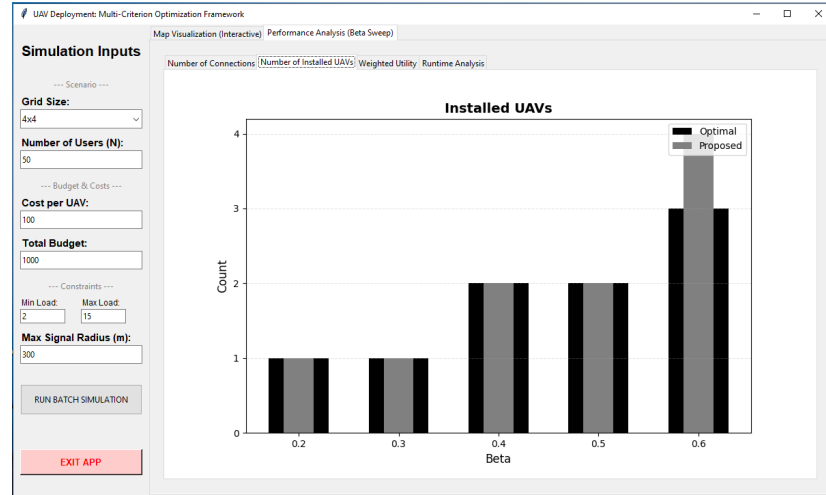 UAV Deployment: Multi-Criterion Optimization Framework
Simulation Inputs
--- Scenario ---
Grid Size:
4x4
Number of Users (N):
50
--- Budget & Costs ---
Cost per UAV:
100
Total Budget:
1000
--- Constraints ---
Min Load: Max Load:
2 15
Max Signal Radius (m):
300
RUN BATCH SIMULATION
EXIT APP
Map Visualization (Interactive) Performance Analysis (Beta Sweep)
Number of Connections Number of Installed UAVs Weighted Utility Runtime Analysis
Installed UAVs
Optimal
Proposed
4
3
2
1
0
Count
0.2 0.3 0.4 0.5 0.6
Beta